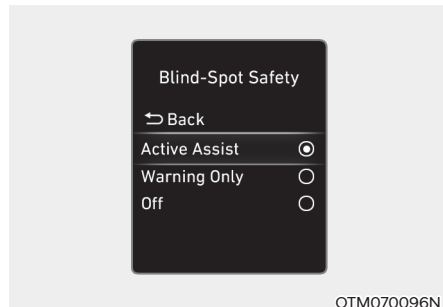 Blind-Spot Safety
Back
Active Assist
Warning Only
Off
OTM070096N